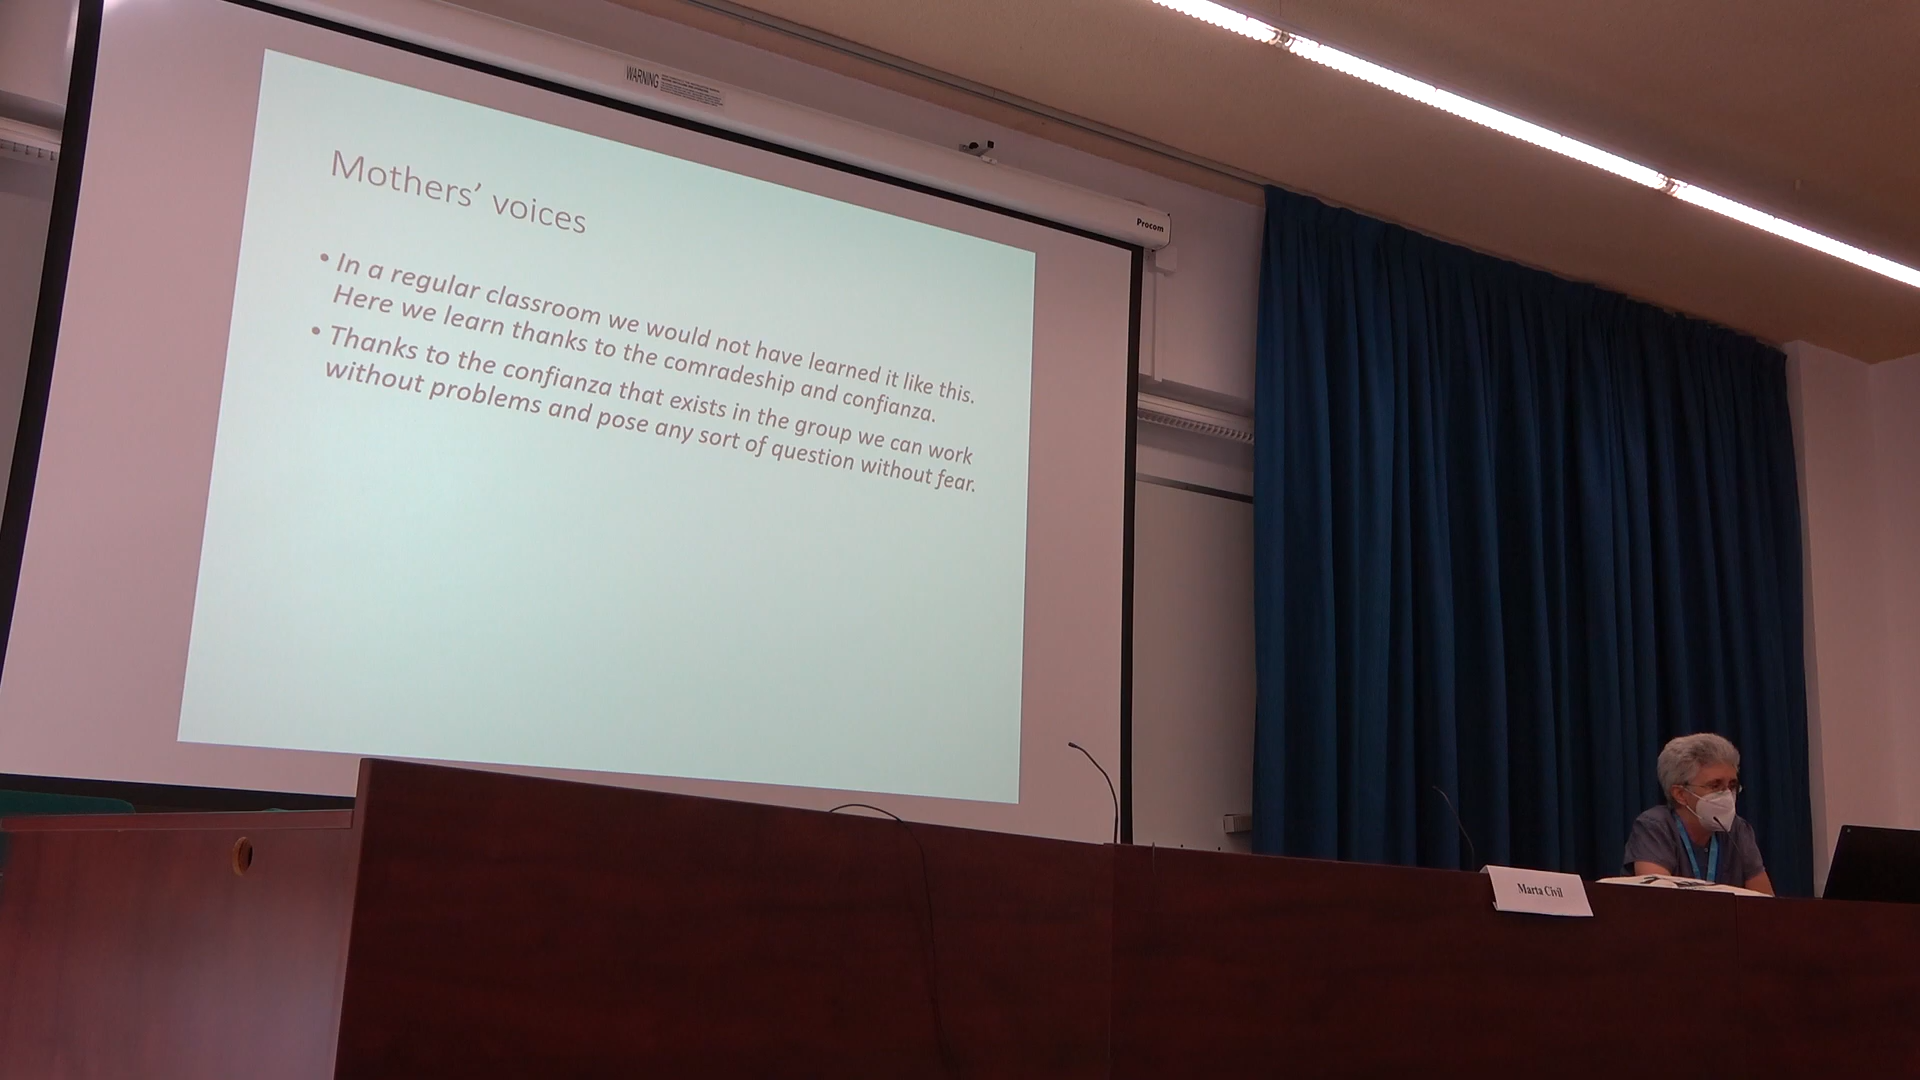 WARNING
Procom
Mothers' voices
• In a regular classroom we would not have learned it like this.
Here we learn thanks to the comradeship and confianza.
• Thanks to the confianza that exists in the group we can work
without problems and pose any sort of question without fear.
Marta Civil